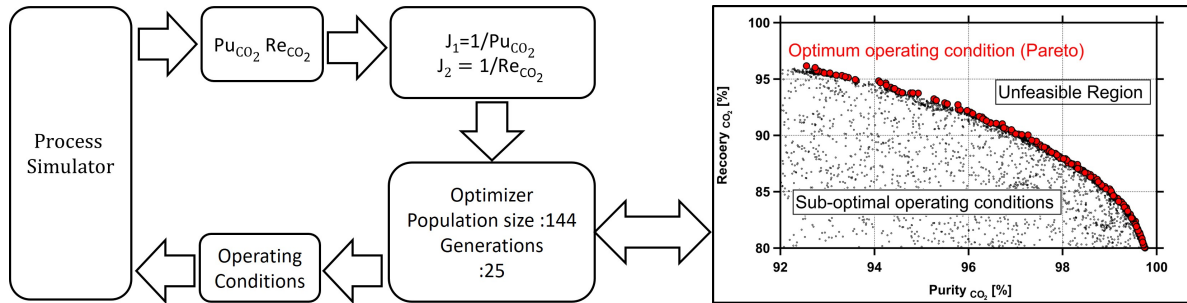 Process
Simulator
Pu_CO₂ Re_CO₂
J₁=1/Pu_CO₂
J₂ = 1/Re_CO₂
Optimizer
Population size :144
Generations
:25
Operating
Conditions
Optimum operating condition (Pareto)
Unfeasible Region
Sub-optimal operating conditions
Recoery CO₂ [%]
100
95
90
85
80
92
94
96
98
100
Purity CO₂ [%]